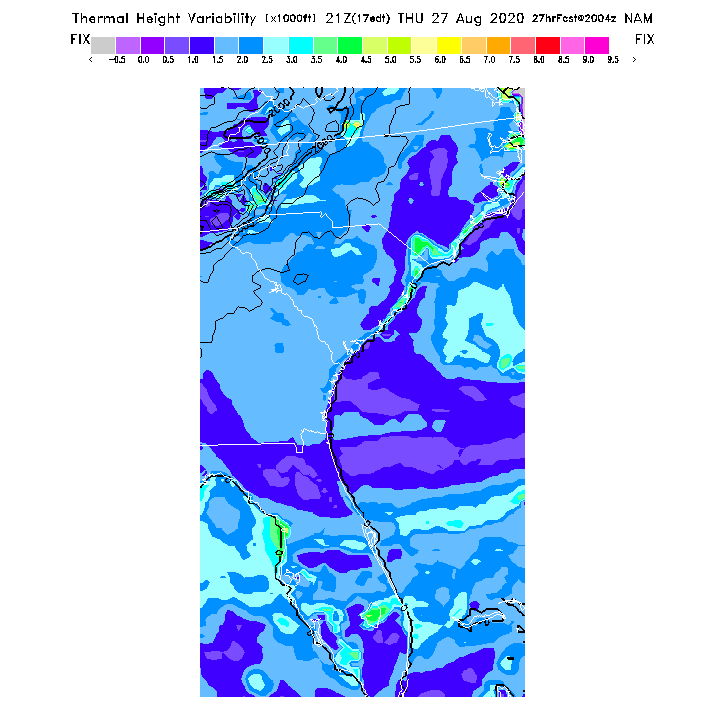 Thermal Height Variability [x1000ft] 21Z(17edt) THU 27 Aug 2020 27hrFcst@2004z NAM
FIX FIX
< -0.5 0.0 0.5 1.0 1.5 2.0 2.5 3.0 3.5 4.0 4.5 5.0 5.5 6.0 6.5 7.0 7.5 8.0 8.5 9.0 9.5 >
2000